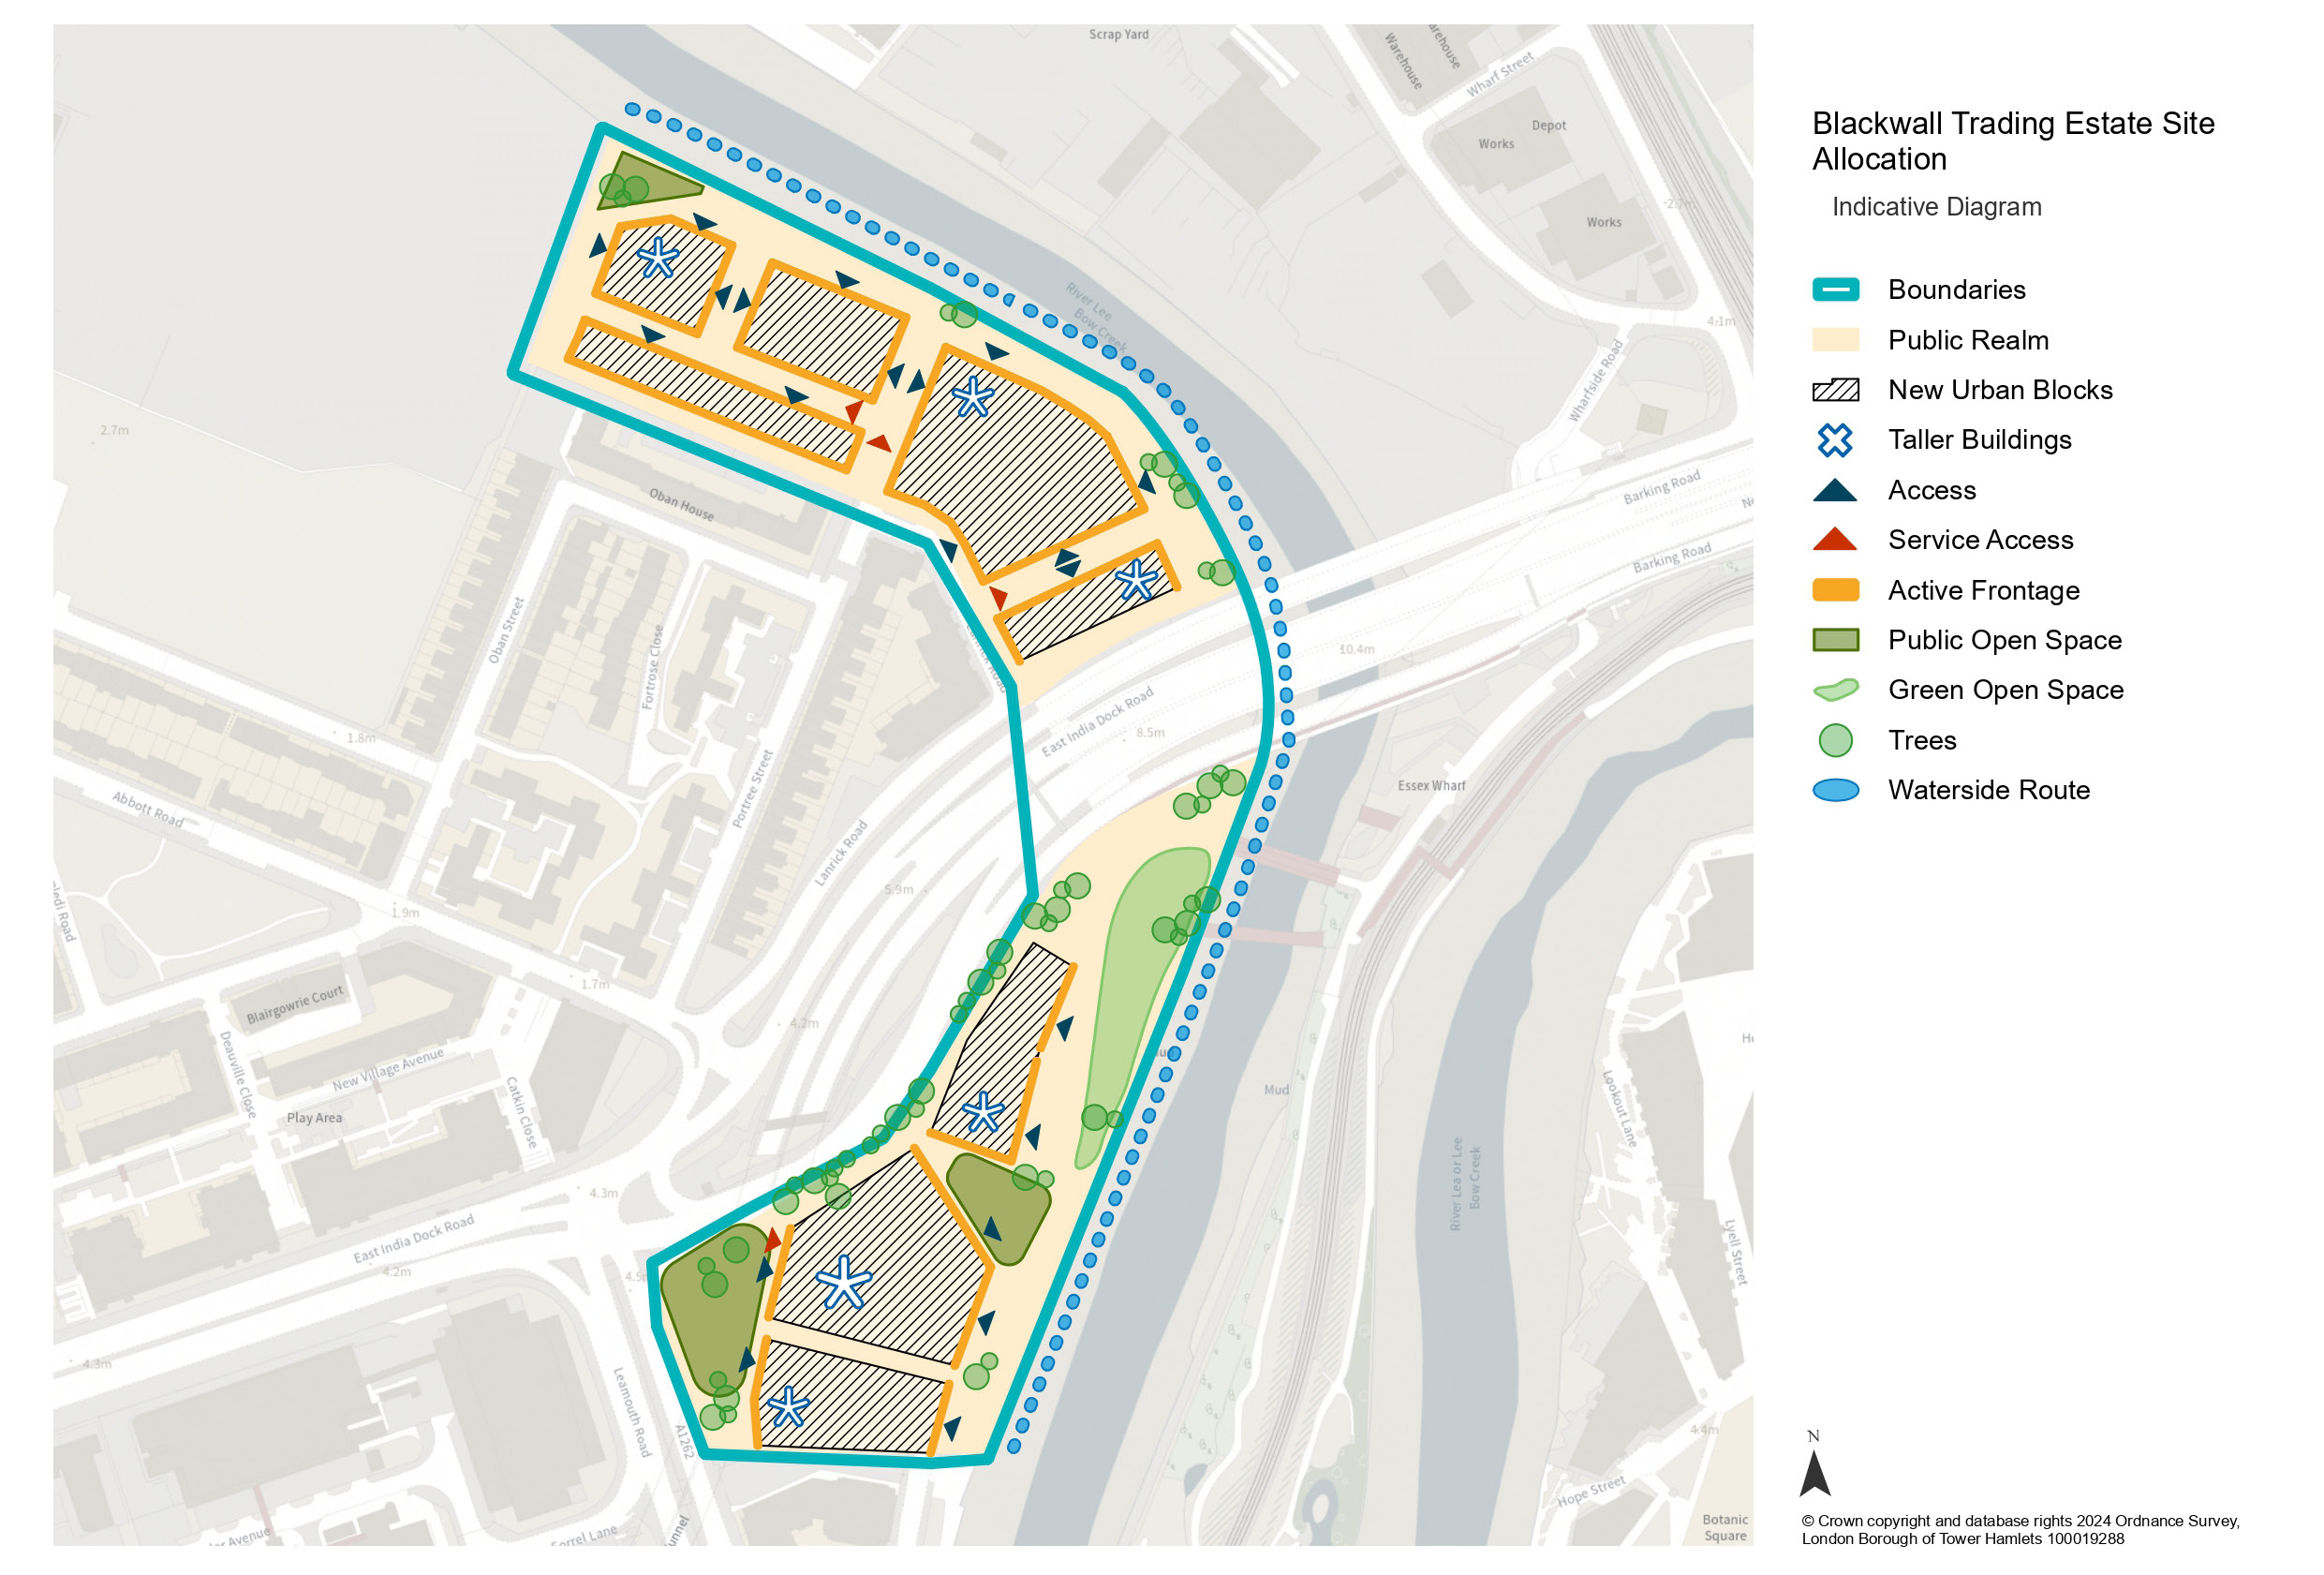 Blackwall Trading Estate Site
Allocation
Indicative Diagram
Boundaries
Public Realm
New Urban Blocks
Taller Buildings
Access
Service Access
Active Frontage
Public Open Space
Green Open Space
Trees
Waterside Route
N
© Crown copyright and database rights 2024 Ordnance Survey,
London Borough of Tower Hamlets 100019288
Scrap Yard
Warehouse
Wharf Street
Depot
Works
Works
2.7m
4.1m
River Lee
Bow Creek
Wharfside Road
Barking Road
Barking Road
2.7m
Oban House
Oban Street
Fortrose Close
Portree Street
Lanrick Road
10.4m
East India Dock Road
8.5m
Essex Wharf
1.8m
Abbott Road
Lanrick Road
5.9m
1.9m
1.7m
4.2m
Blairgowrie Court
New Village Avenue
Deauville Close
Catkin Close
Play Area
Mud
Lookout Lane
River Lea or Lee
Bow Creek
4.3m
East India Dock Road
4.2m
Lyell Street
4.3m
Leamouth Road
A1262
4.4m
Hope Street
Botanic
Square
Avenue
Sorrel Lane